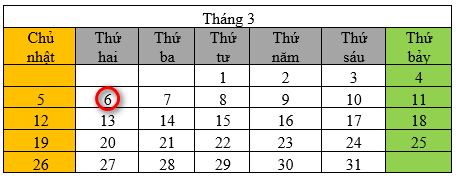 Tháng 3
Chủ nhật Thứ hai Thứ ba Thứ tư Thứ năm Thứ sáu Thứ bảy
1 2 3 4
5 6 7 8 9 10 11
12 13 14 15 16 17 18
19 20 21 22 23 24 25
26 27 28 29 30 31